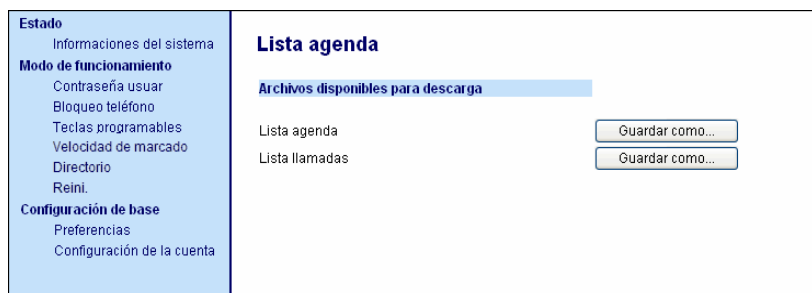 Estado
Informaciones del sistema
Modo de funcionamiento
Contraseña usuar
Bloqueo teléfono
Teclas programables
Velocidad de marcado
Directorio
Reini.
Configuración de base
Preferencias
Configuración de la cuenta
Lista agenda
Archivos disponibles para descarga
Lista agenda Guardar como...
Lista llamadas Guardar como...